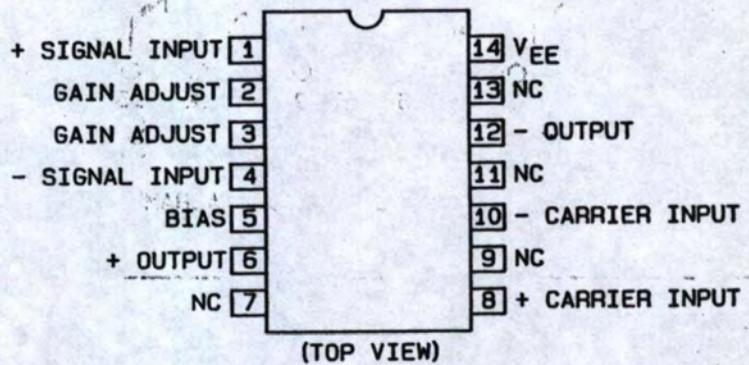 + SIGNAL INPUT 1
GAIN ADJUST 2
GAIN ADJUST 3
- SIGNAL INPUT 4
BIAS 5
+ OUTPUT 6
NC 7
14 VEE
13 NC
12 - OUTPUT
11 NC
10 - CARRIER INPUT
9 NC
8 + CARRIER INPUT
(TOP VIEW)